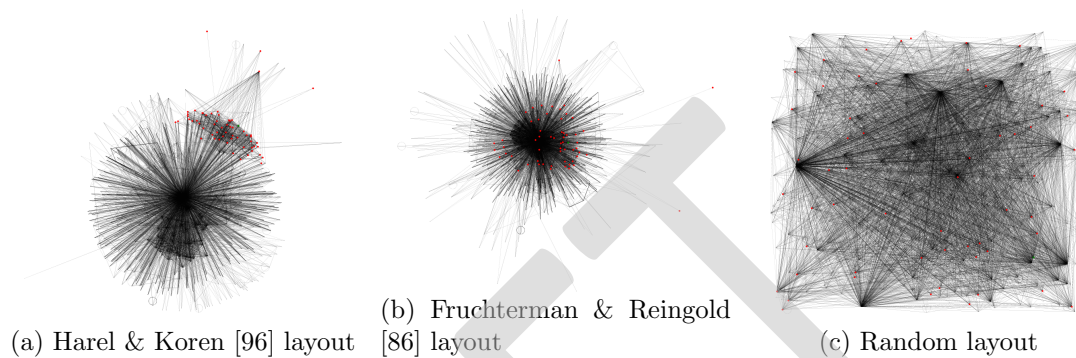 (a) Harel & Koren [96] layout
(b) Fruchterman & Reingold
[86] layout
(c) Random layout